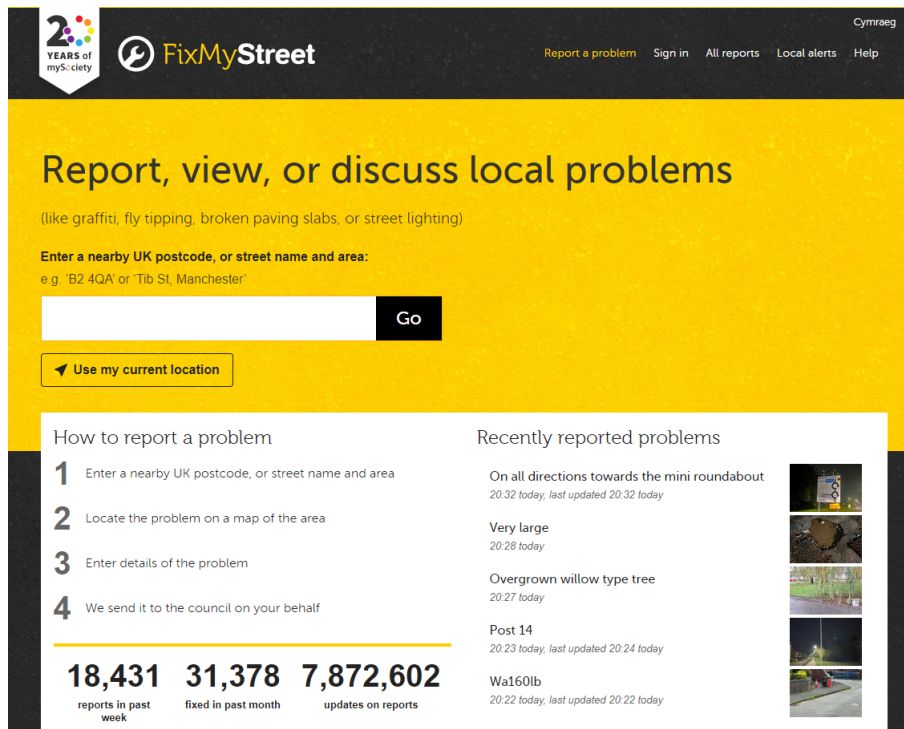 Cymraeg
20
YEARS of
mySociety
FixMyStreet
Report a problem Sign in All reports Local alerts Help
Report, view, or discuss local problems
(like graffiti, fly tipping, broken paving slabs, or street lighting)
Enter a nearby UK postcode, or street name and area:
e.g. 'B2 4QA' or 'Tib St, Manchester'
Go
Use my current location
How to report a problem
1 Enter a nearby UK postcode, or street name and area
2 Locate the problem on a map of the area
3 Enter details of the problem
4 We send it to the council on your behalf
18,431 31,378 7,872,602
reports in past fixed in past month updates on reports
week
Recently reported problems
On all directions towards the mini roundabout
20:32 today, last updated 20:32 today
Very large
20:28 today
Overgrown willow type tree
20:27 today
Post 14
20:23 today, last updated 20:24 today
Wa160lb
20:22 today, last updated 20:22 today